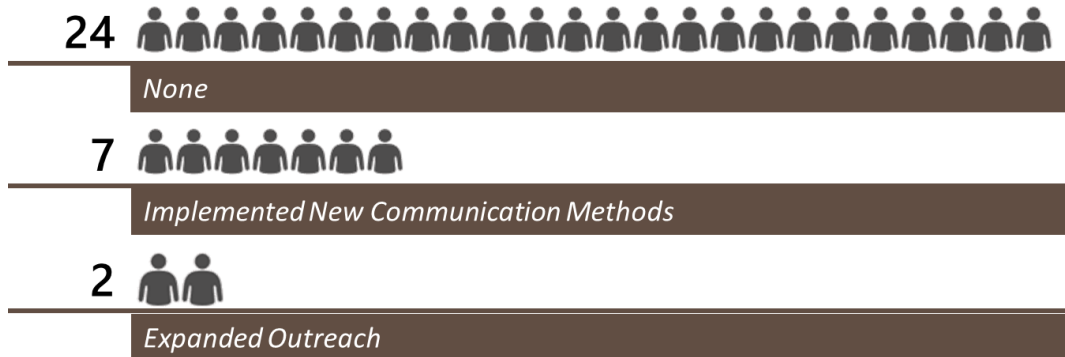 24
None
7
Implemented New Communication Methods
2
Expanded Outreach